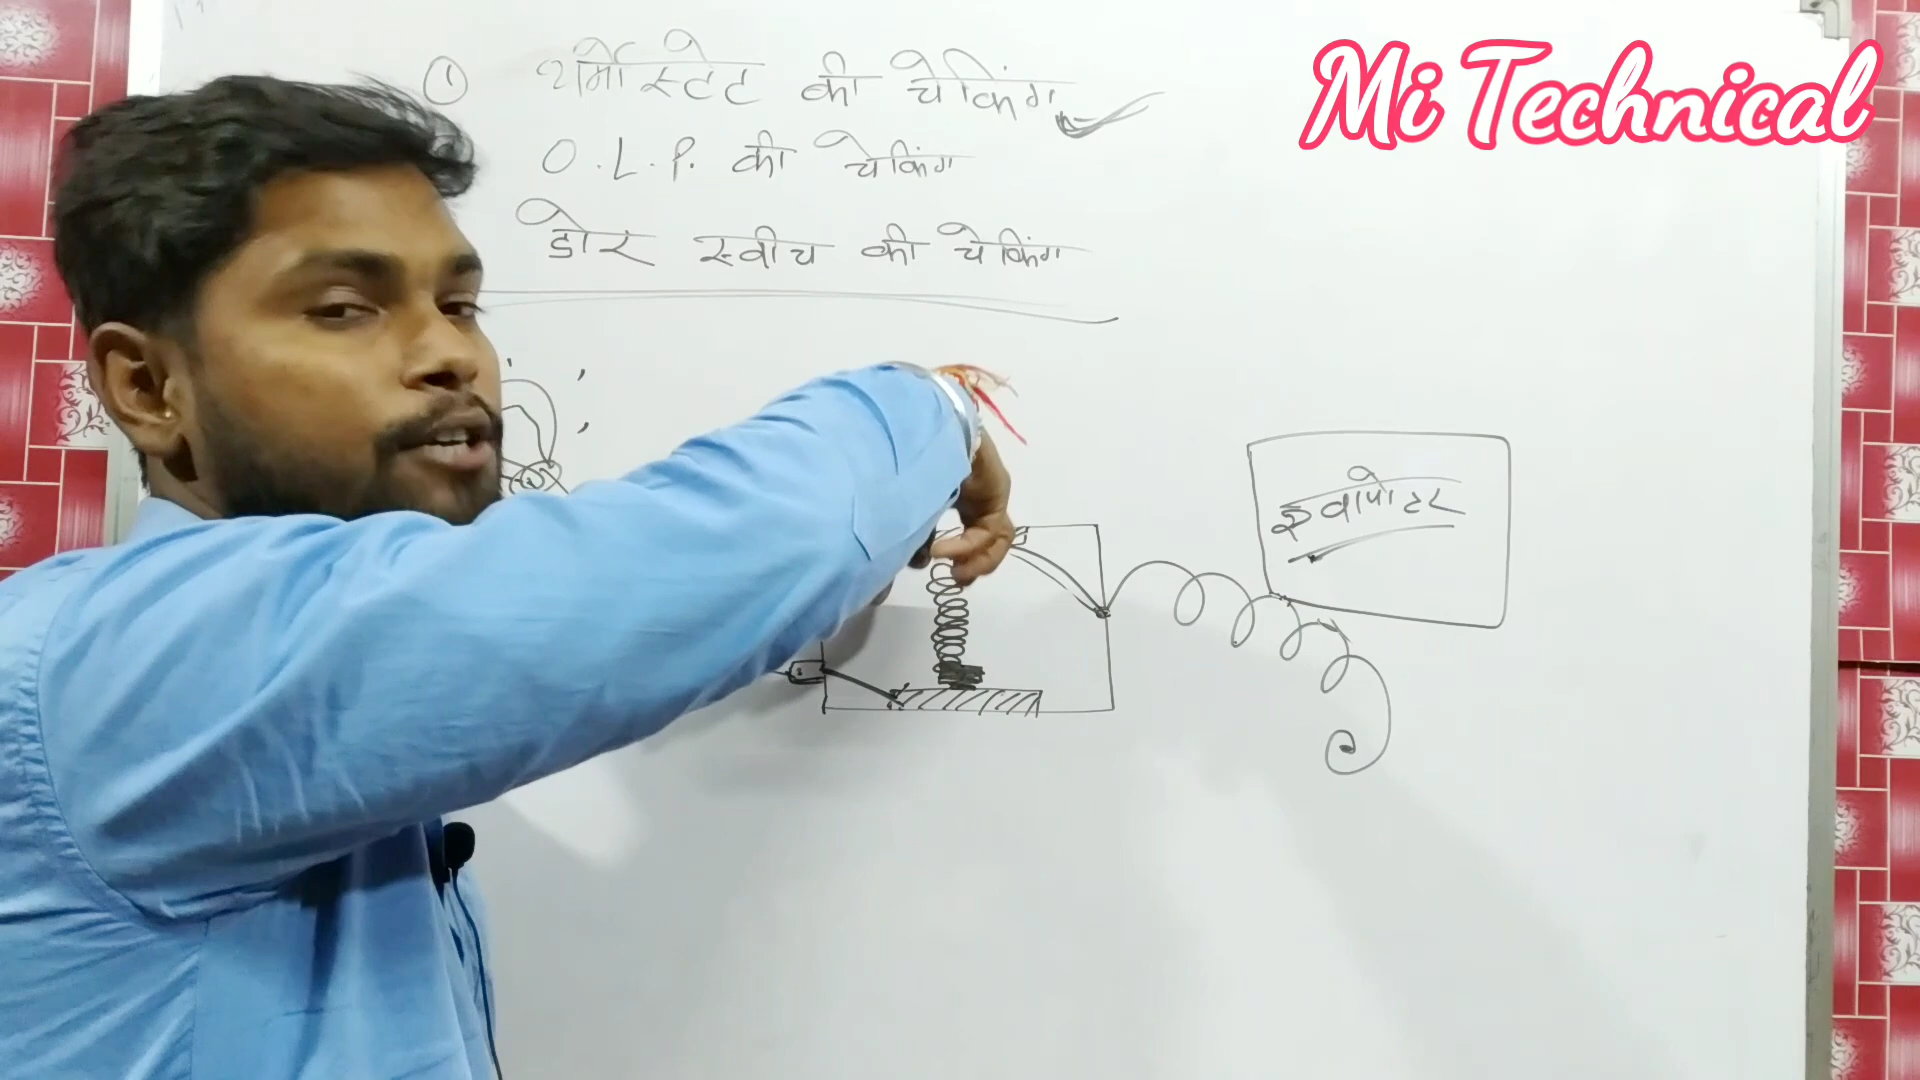 Mi Technical
① थर्मोस्टेट की चेकिंग
O.L.P. की चेकिंग
डोर स्वीच की चेकिंग
इवापोटर